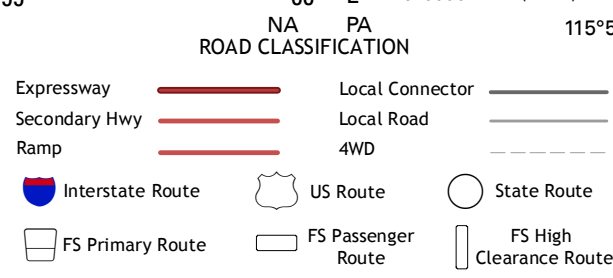 NA PA 115°5
ROAD CLASSIFICATION
Expressway Local Connector
Secondary Hwy Local Road
Ramp 4WD
Interstate Route US Route State Route
FS Primary Route FS Passenger Route FS High Clearance Route